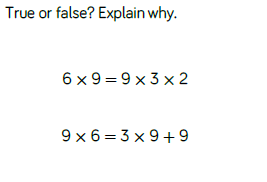 True or false? Explain why.
6 × 9 = 9 × 3 × 2
9 × 6 = 3 × 9 + 9